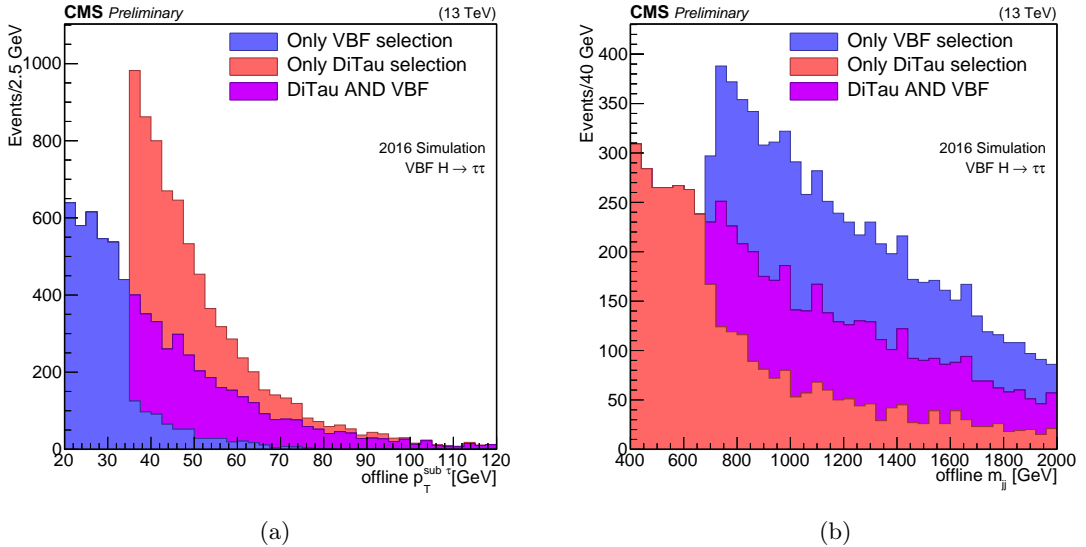 CMS Preliminary (13 TeV)
Events/2.5 GeV
1000
800
600
400
200
0
Only VBF selection
Only DiTau selection
DiTau AND VBF
2016 Simulation
VBF H → ττ
20 30 40 50 60 70 80 90 100 110 120
offline p_T^{sub τ}[GeV]
(a)
CMS Preliminary (13 TeV)
Events/40 GeV
400
350
300
250
200
150
100
50
0
Only VBF selection
Only DiTau selection
DiTau AND VBF
2016 Simulation
VBF H → ττ
400 600 800 1000 1200 1400 1600 1800 2000
offline m_{jj} [GeV]
(b)